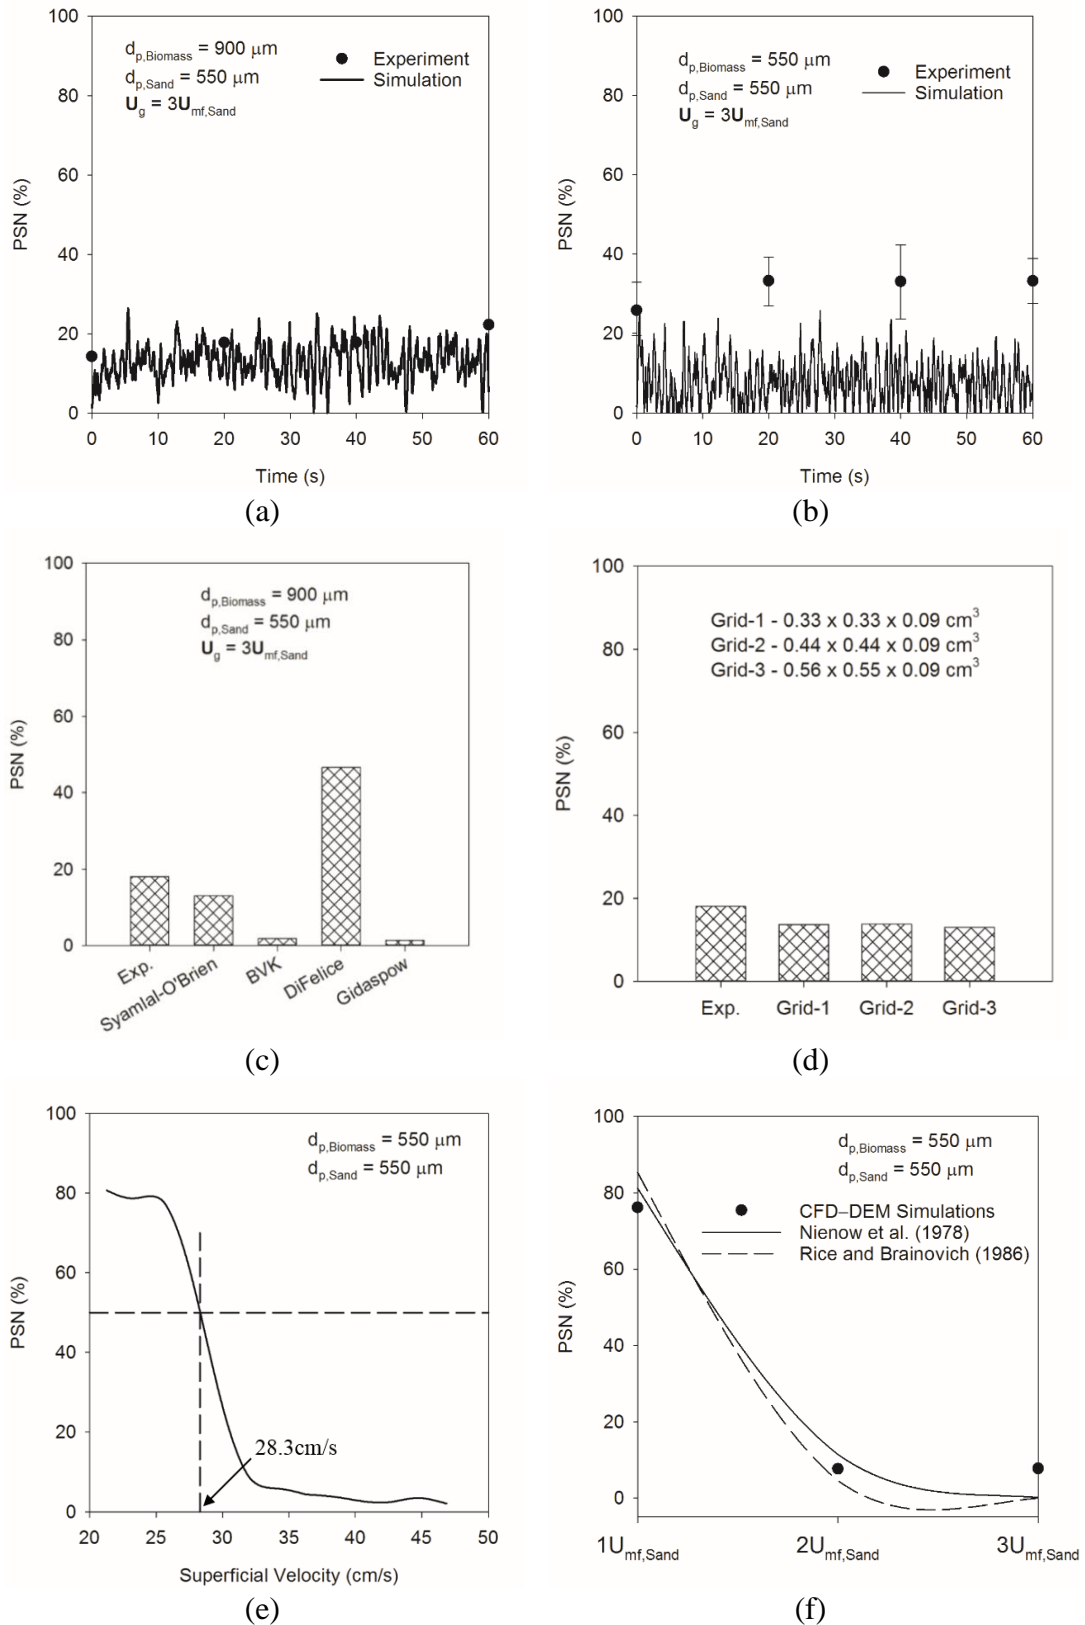 100
80
60
40
20
0
PSN (%)
d_p,Biomass = 900 μm
d_p,Sand = 550 μm
U_g = 3U_mf,Sand
Experiment
Simulation
0 10 20 30 40 50 60
Time (s)
(a)
100
80
60
40
20
0
PSN (%)
d_p,Biomass = 550 μm
d_p,Sand = 550 μm
U_g = 3U_mf,Sand
Experiment
Simulation
0 10 20 30 40 50 60
Time (s)
(b)
100
80
60
40
20
0
PSN (%)
d_p,Biomass = 900 μm
d_p,Sand = 550 μm
U_g = 3U_mf,Sand
Exp.
Syamlal-O'Brien
BVK
DiFelice
Gidaspow
(c)
100
80
60
40
20
0
PSN (%)
Grid-1 - 0.33 x 0.33 x 0.09 cm³
Grid-2 - 0.44 x 0.44 x 0.09 cm³
Grid-3 - 0.56 x 0.55 x 0.09 cm³
Exp. Grid-1 Grid-2 Grid-3
(d)
100
80
60
40
20
0
PSN (%)
d_p,Biomass = 550 μm
d_p,Sand = 550 μm
28.3cm/s
20 25 30 35 40 45 50
Superficial Velocity (cm/s)
(e)
100
80
60
40
20
0
PSN (%)
d_p,Biomass = 550 μm
d_p,Sand = 550 μm
CFD–DEM Simulations
Nienow et al. (1978)
Rice and Brainovich (1986)
1U_mf,Sand 2U_mf,Sand 3U_mf,Sand
(f)